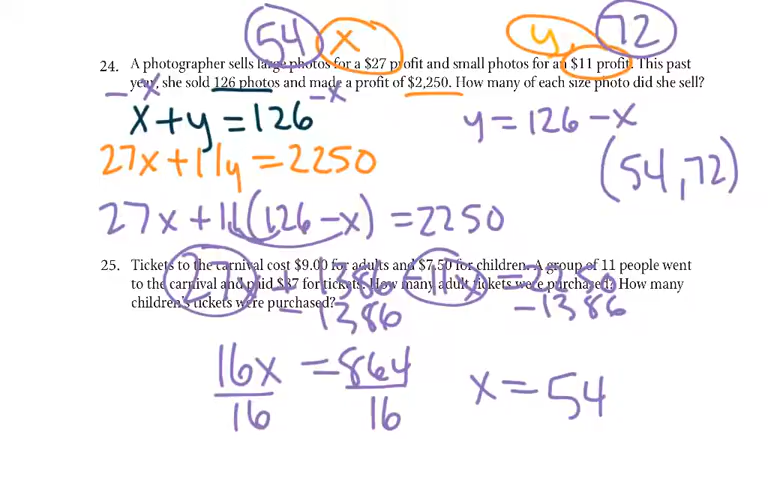 54 x y 72
24. A photographer sells large photos for a $27 profit and small photos for an $11 profit. This past
year, she sold 126 photos and made a profit of $2,250. How many of each size photo did she sell?
-x -x
x + y = 126 y = 126 - x
27x + 11y = 2250 (54, 72)
27x + 11(126 - x) = 2250
25. Tickets to the carnival cost $9.00 for adults and $7.50 for children. A group of 11 people went
to the carnival and paid $87 for tickets. How many adult tickets were purchased? How many
children's tickets were purchased?
27x + 1386 - 11x = 2250
- 1386 - 1386
16x = 864 x = 54
16 16